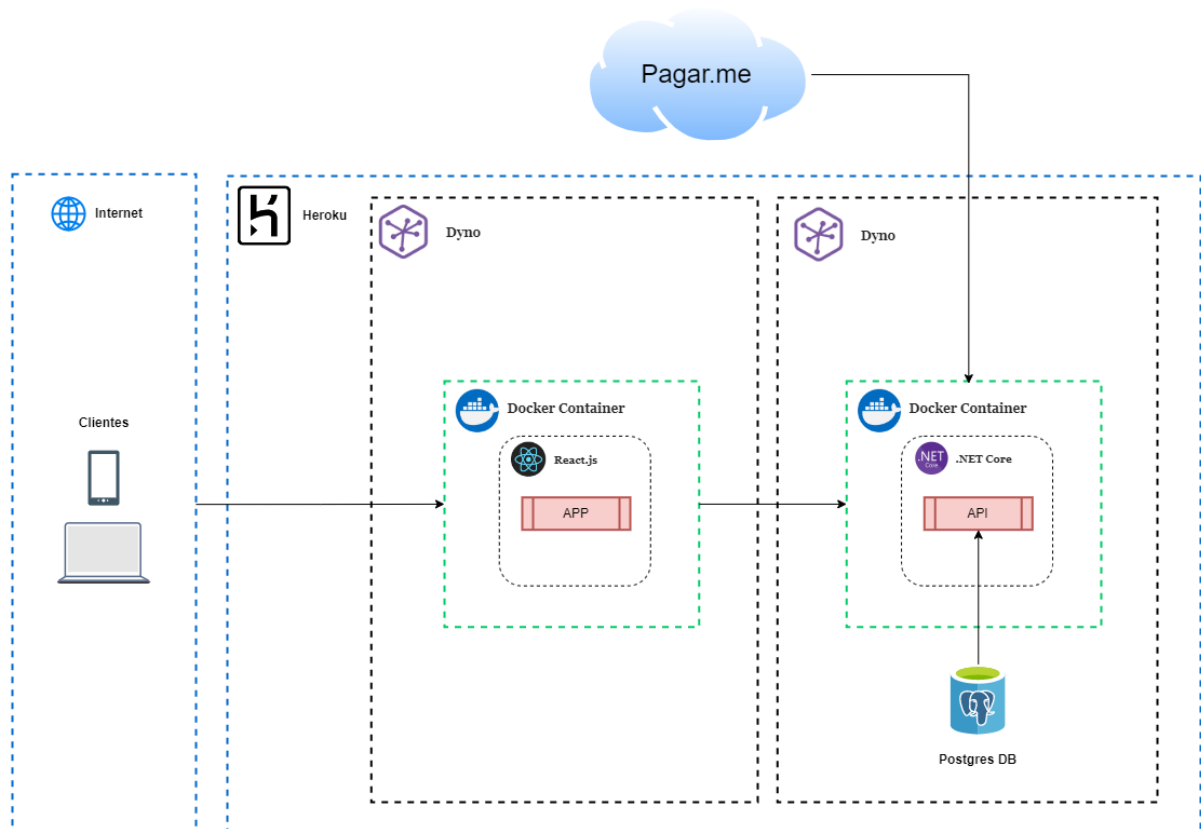 Pagar.me
Internet
Heroku
Dyno
Dyno
Clientes
Docker Container
React.js
APP
Docker Container
.NET
Core
.NET Core
API
Postgres DB